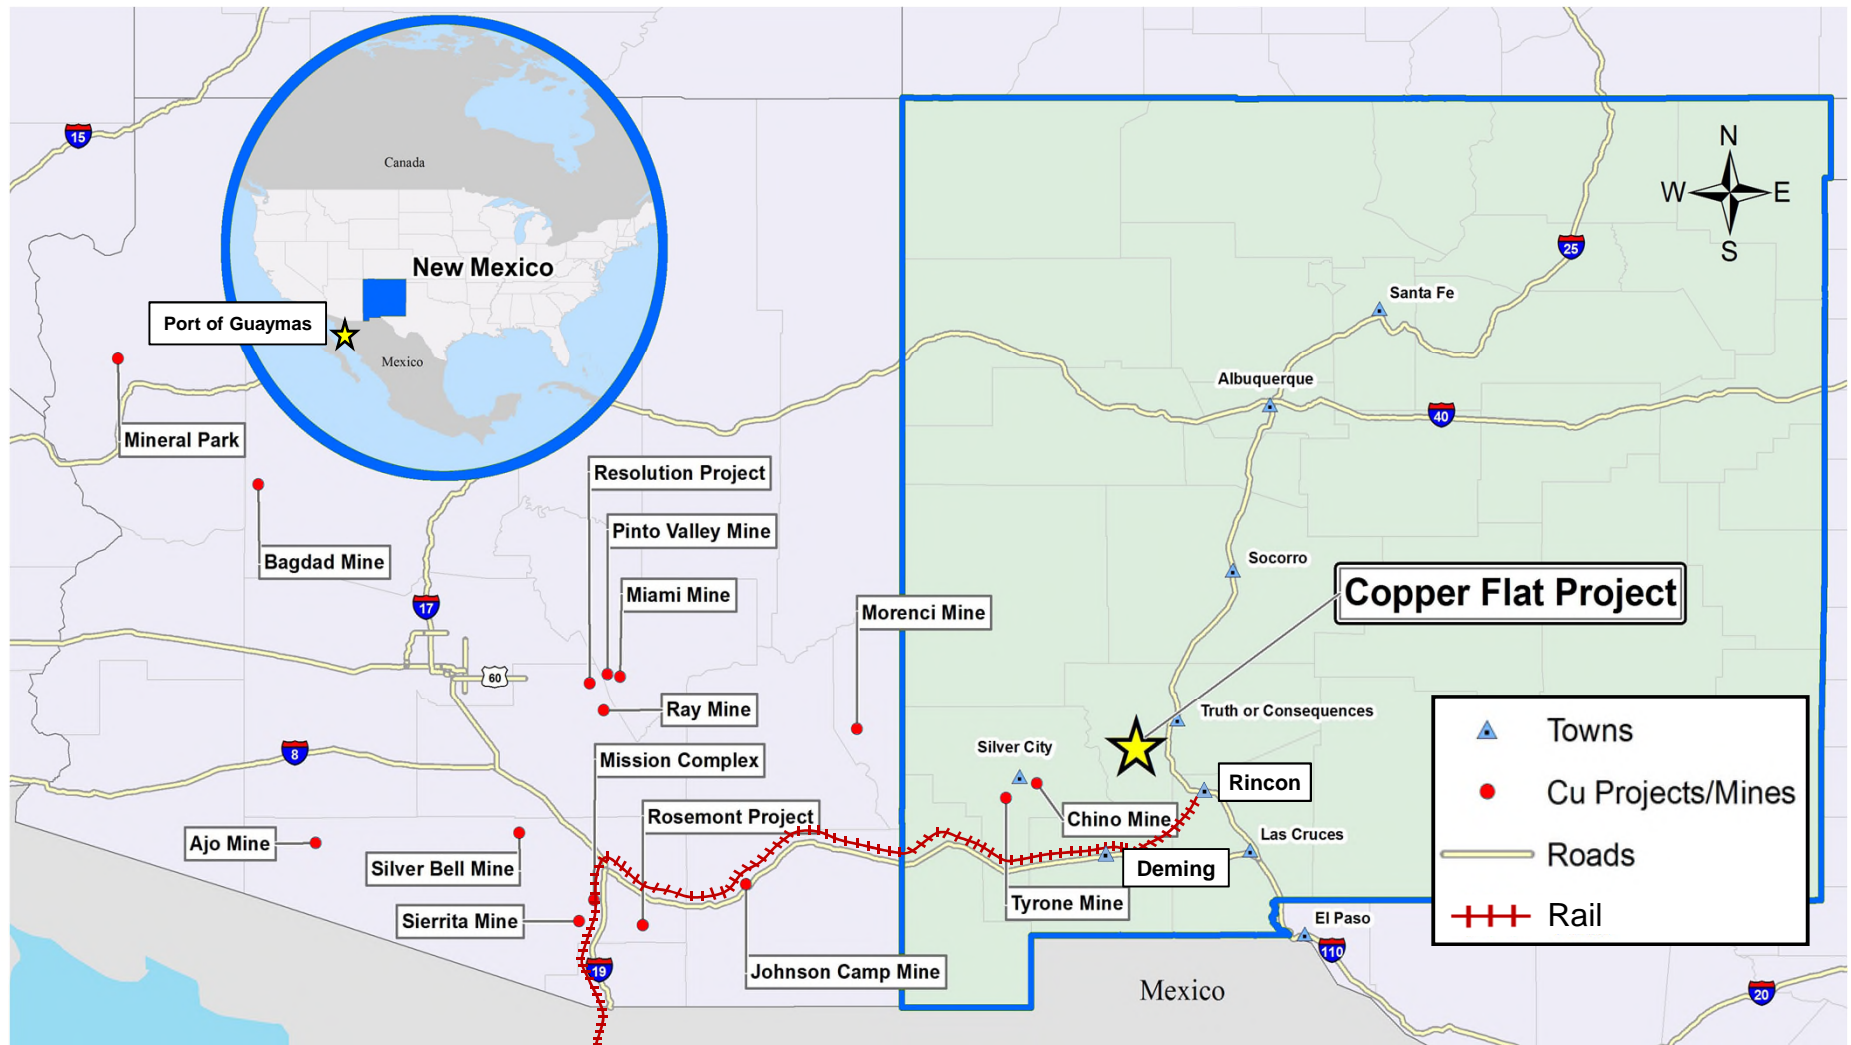 15
Canada
New Mexico
Port of Guaymas
Mexico
N
W E
S
25
Santa Fe
Albuquerque
40
Mineral Park
Resolution Project
Pinto Valley Mine
Bagdad Mine
Socorro
Miami Mine
Copper Flat Project
17
Morenci Mine
60
Ray Mine
Truth or Consequences
Towns
8
Mission Complex
Silver City
Rincon
Cu Projects/Mines
Rosemont Project
Chino Mine
Las Cruces
Ajo Mine
Silver Bell Mine
Deming
Roads
Tyrone Mine
Sierrita Mine
El Paso
Rail
110
19
Johnson Camp Mine
Mexico
20